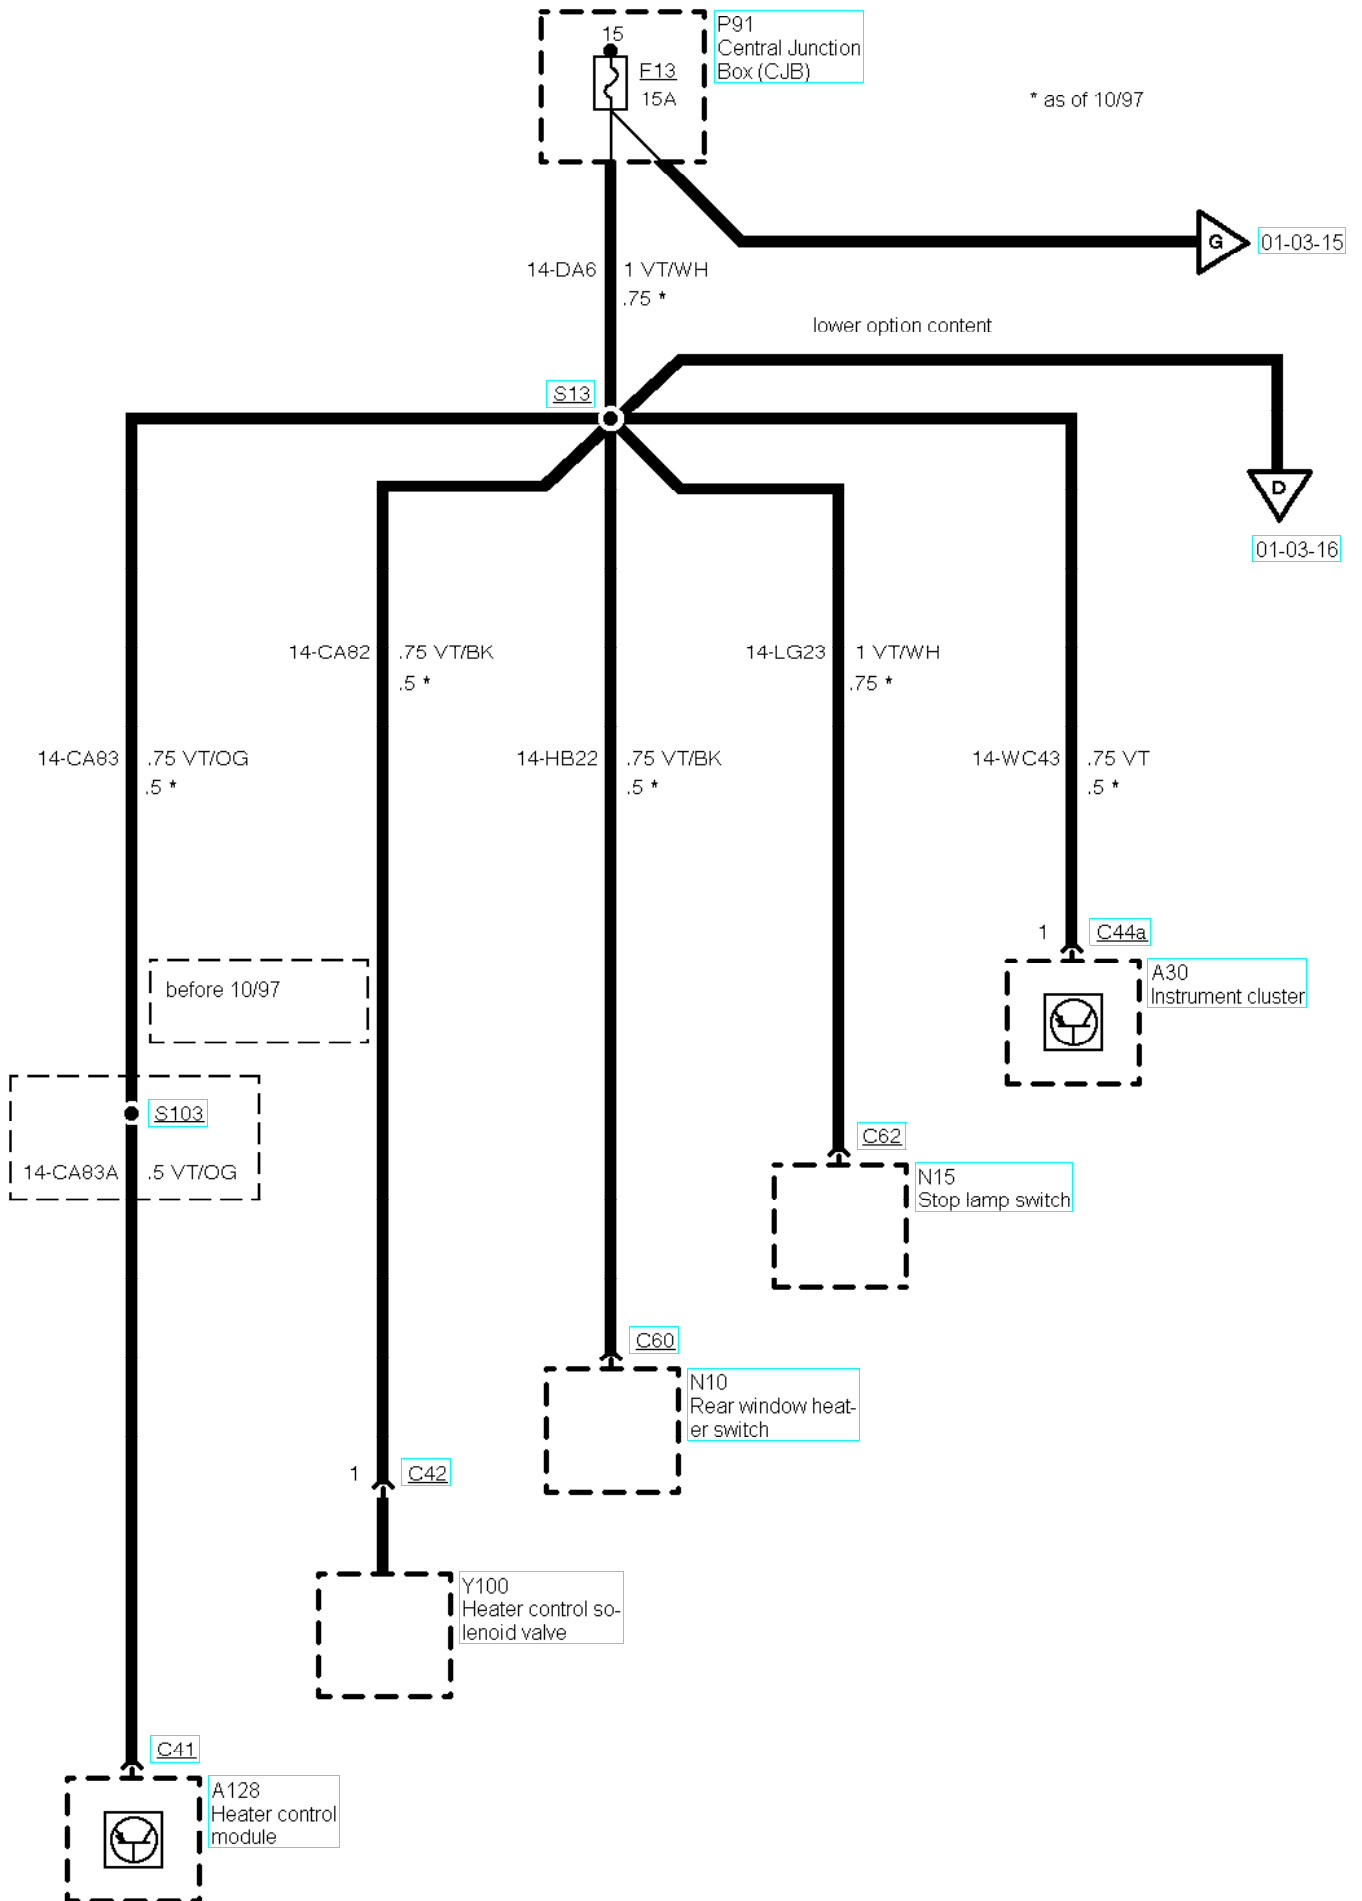 15
F13
15A
P91
Central Junction
Box (CJB)
* as of 10/97
G
01-03-15
14-DA6 1 VT/WH
.75 *
lower option content
S13
D
01-03-16
14-CA82 .75 VT/BK
.5 *
14-LG23 1 VT/WH
.75 *
14-CA83 .75 VT/OG
.5 *
14-HB22 .75 VT/BK
.5 *
14-WC43 .75 VT
.5 *
1 C44a
A30
Instrument cluster
before 10/97
S103
14-CA83A .5 VT/OG
C62
N15
Stop lamp switch
C60
N10
Rear window heat-
er switch
1 C42
Y100
Heater control so-
lenoid valve
C41
A128
Heater control
module